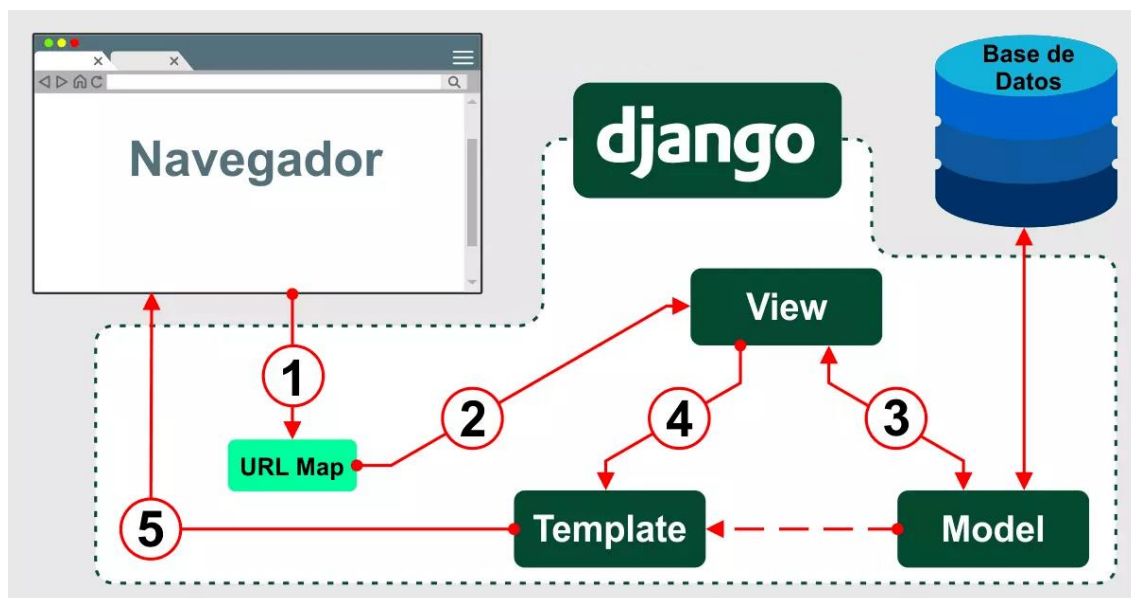 Navegador
django
Base de
Datos
View
1
2
4
3
URL Map
5
Template
Model